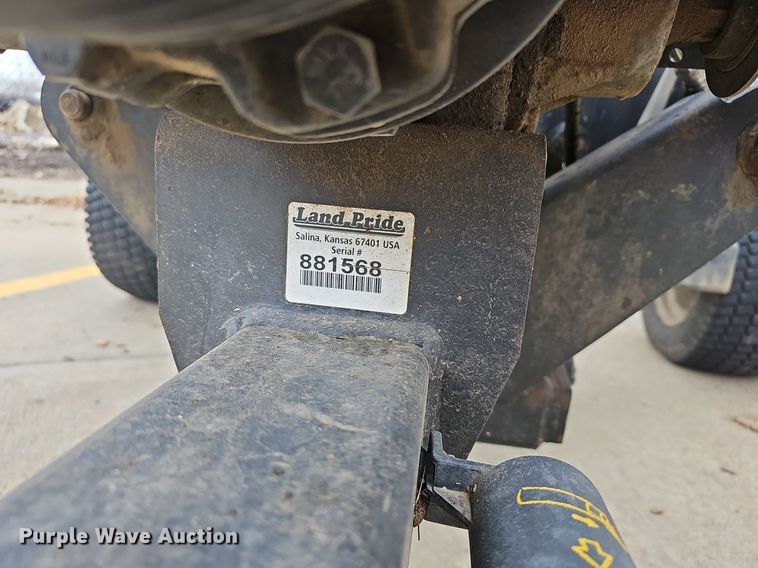 Land Pride
Salina, Kansas 67401 USA
Serial #
881568
Purple Wave Auction